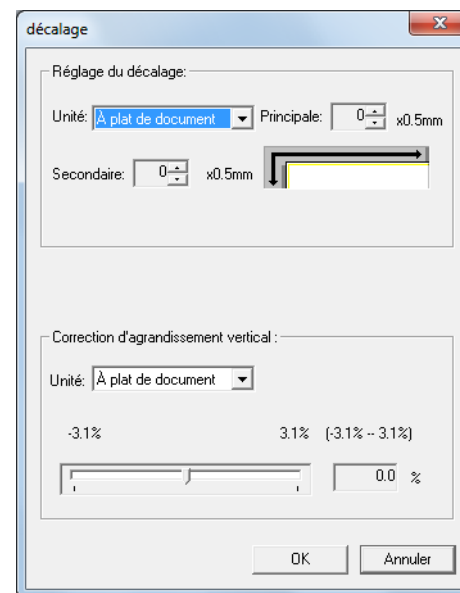 décalage
Réglage du décalage:
Unité: À plat de document Principale: 0 x0.5mm
Secondaire: 0 x0.5mm
Correction d'agrandissement vertical :
Unité: À plat de document
-3.1% 3.1% (-3.1% -- 3.1%)
0.0 %
OK Annuler